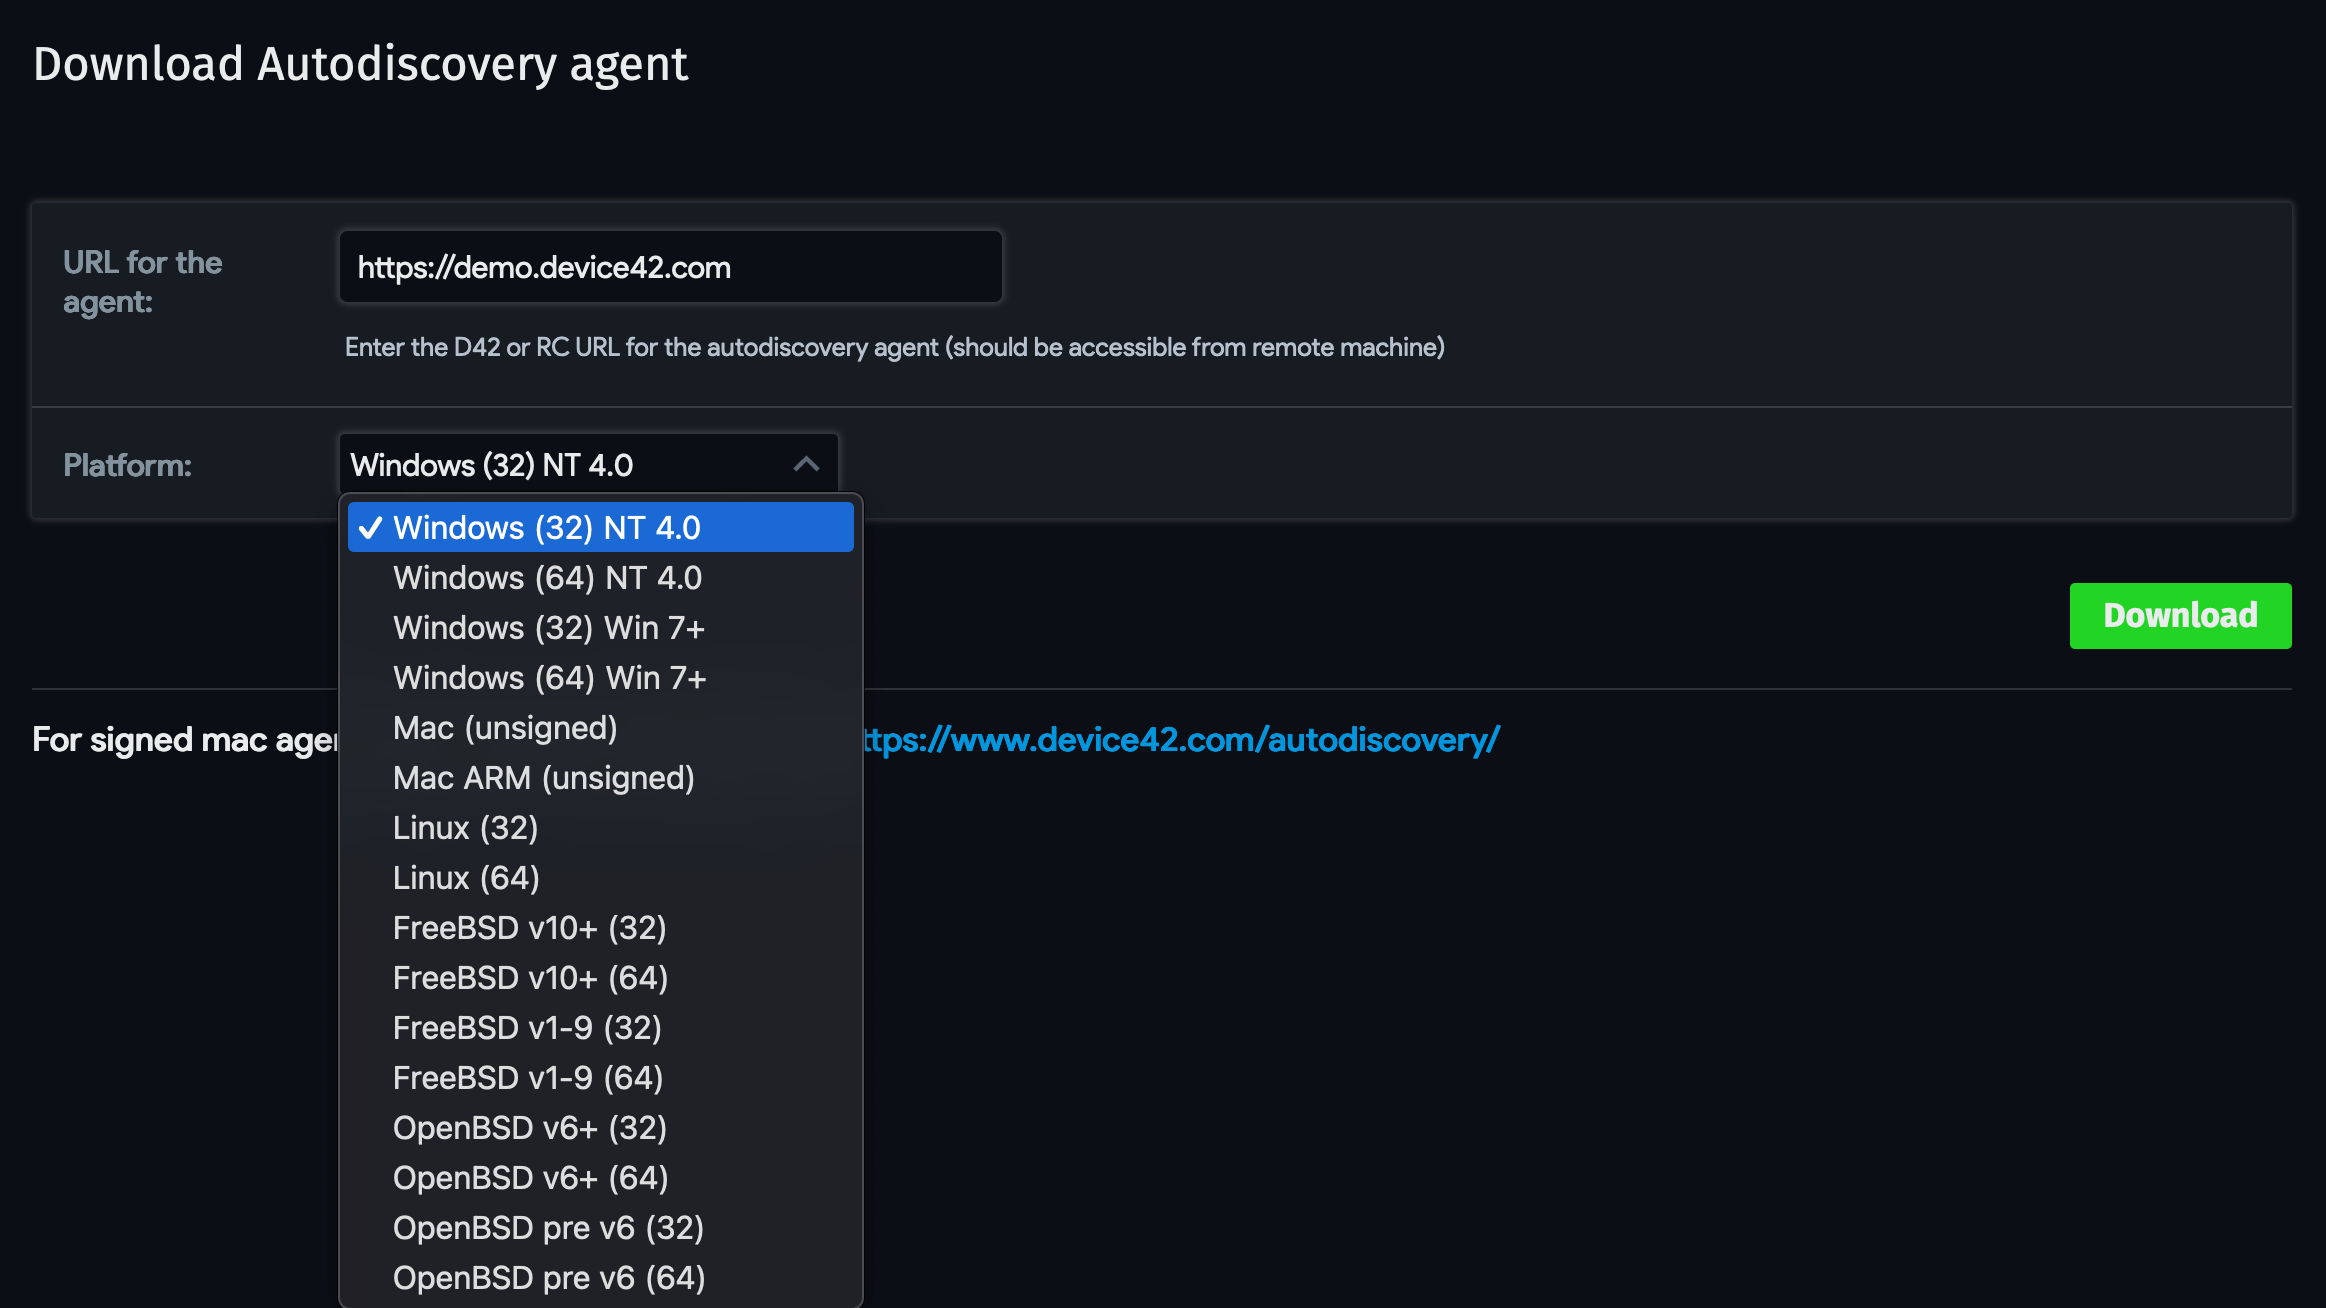 Download Autodiscovery agent
URL for the
agent:
https://demo.device42.com
Enter the D42 or RC URL for the autodiscovery agent (should be accessible from remote machine)
Platform:
Windows (32) NT 4.0
Windows (32) NT 4.0
Windows (64) NT 4.0
Windows (32) Win 7+
Windows (64) Win 7+
Mac (unsigned)
Mac ARM (unsigned)
Linux (32)
Linux (64)
FreeBSD v10+ (32)
FreeBSD v10+ (64)
FreeBSD v1-9 (32)
FreeBSD v1-9 (64)
OpenBSD v6+ (32)
OpenBSD v6+ (64)
OpenBSD pre v6 (32)
OpenBSD pre v6 (64)
Download
For signed mac ttps://www.device42.com/autodiscovery/